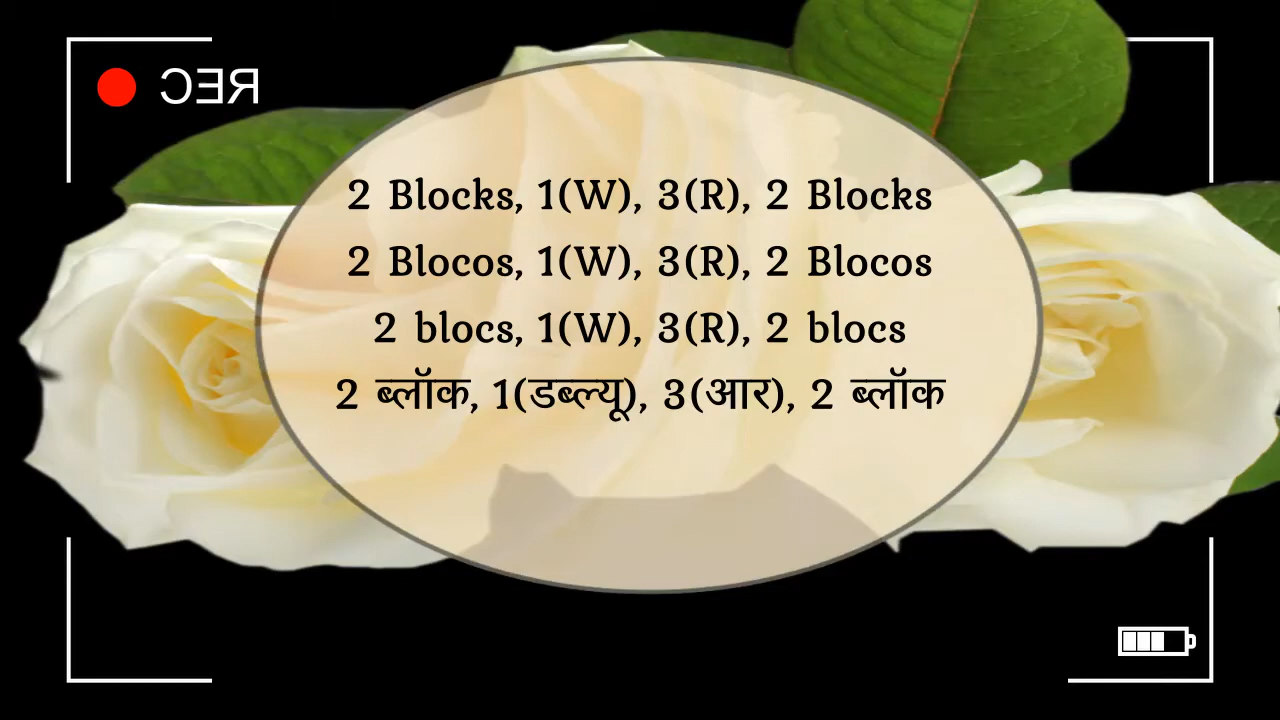 REC
2 Blocks, 1(W), 3(R), 2 Blocks
2 Blocos, 1(W), 3(R), 2 Blocos
2 blocs, 1(W), 3(R), 2 blocs
2 ब्लॉक, 1(डब्ल्यू), 3(आर), 2 ब्लॉक